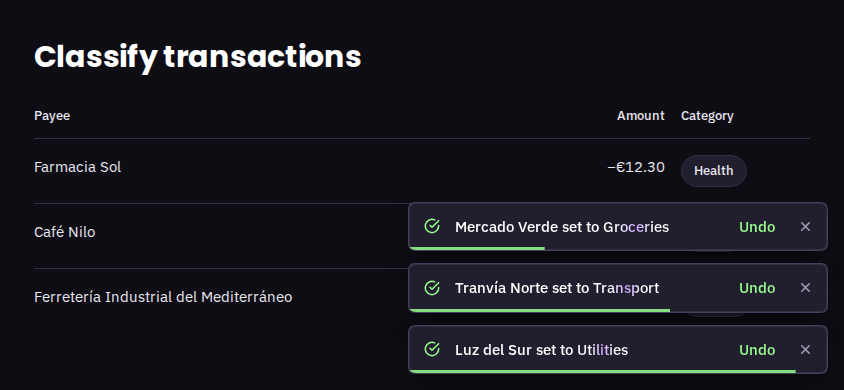 Classify transactions
Payee Amount Category
Farmacia Sol −€12.30 Health
Café Nilo
Mercado Verde set to Groceries Undo
Ferretería Industrial del Mediterráneo
Tranvía Norte set to Transport Undo
Luz del Sur set to Utilities Undo